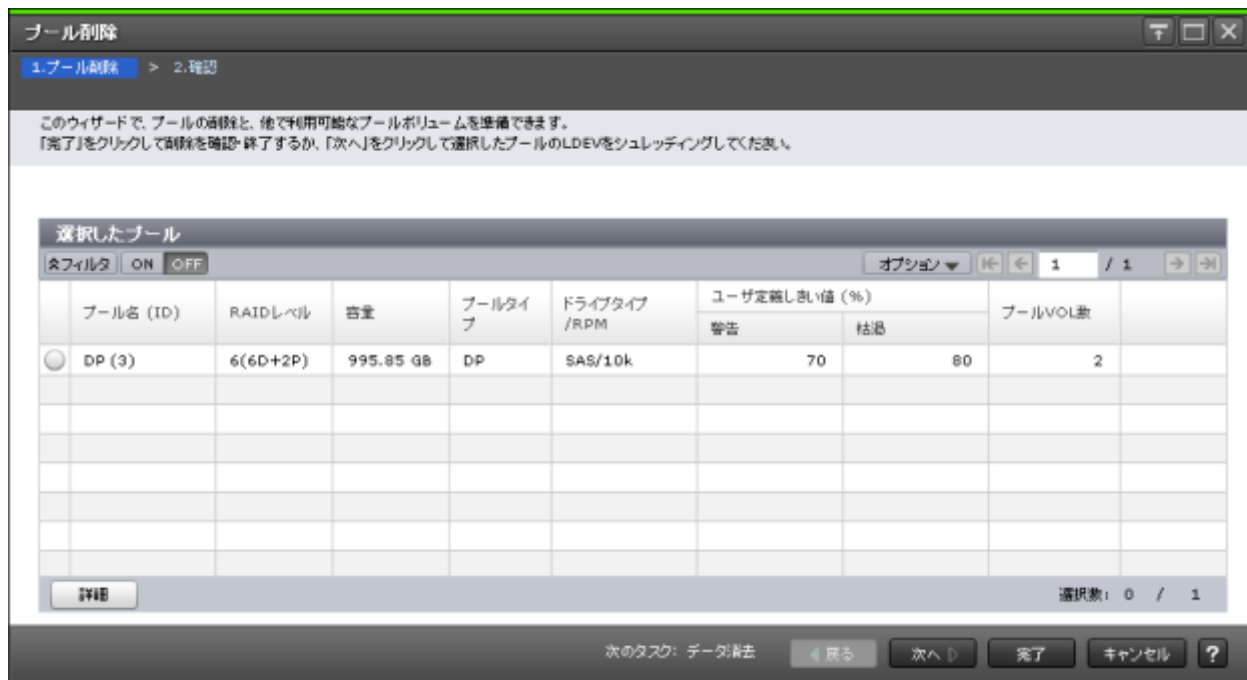 プール削除
1.プール削除 > 2.確認
このウィザードで、プールの削除と、他で利用可能なプールボリュームを準備できます。
「完了」をクリックして削除を確認・終了するか、「次へ」をクリックして選択したプールのLDEVをシュレッディングしてください。
選択したプール
フィルタ ON OFF オプション 1 / 1
プール名 (ID) RAIDレベル 容量 プールタイプ ドライブタイプ/RPM ユーザ定義しきい値 (%) 警告 枯渇 プールVOL数
DP (3) 6(6D+2P) 995.85 GB DP SAS/10k 70 80 2
詳細 選択数: 0 / 1
次のタスク: データ消去 戻る 次へ 完了 キャンセル ?